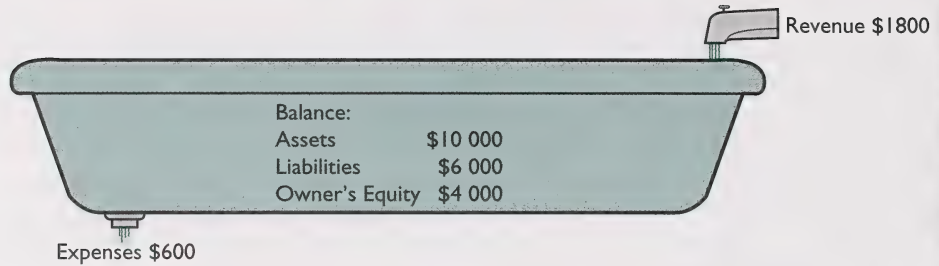 Revenue $1800
Balance:
Assets $10 000
Liabilities $6 000
Owner's Equity $4 000
Expenses $600